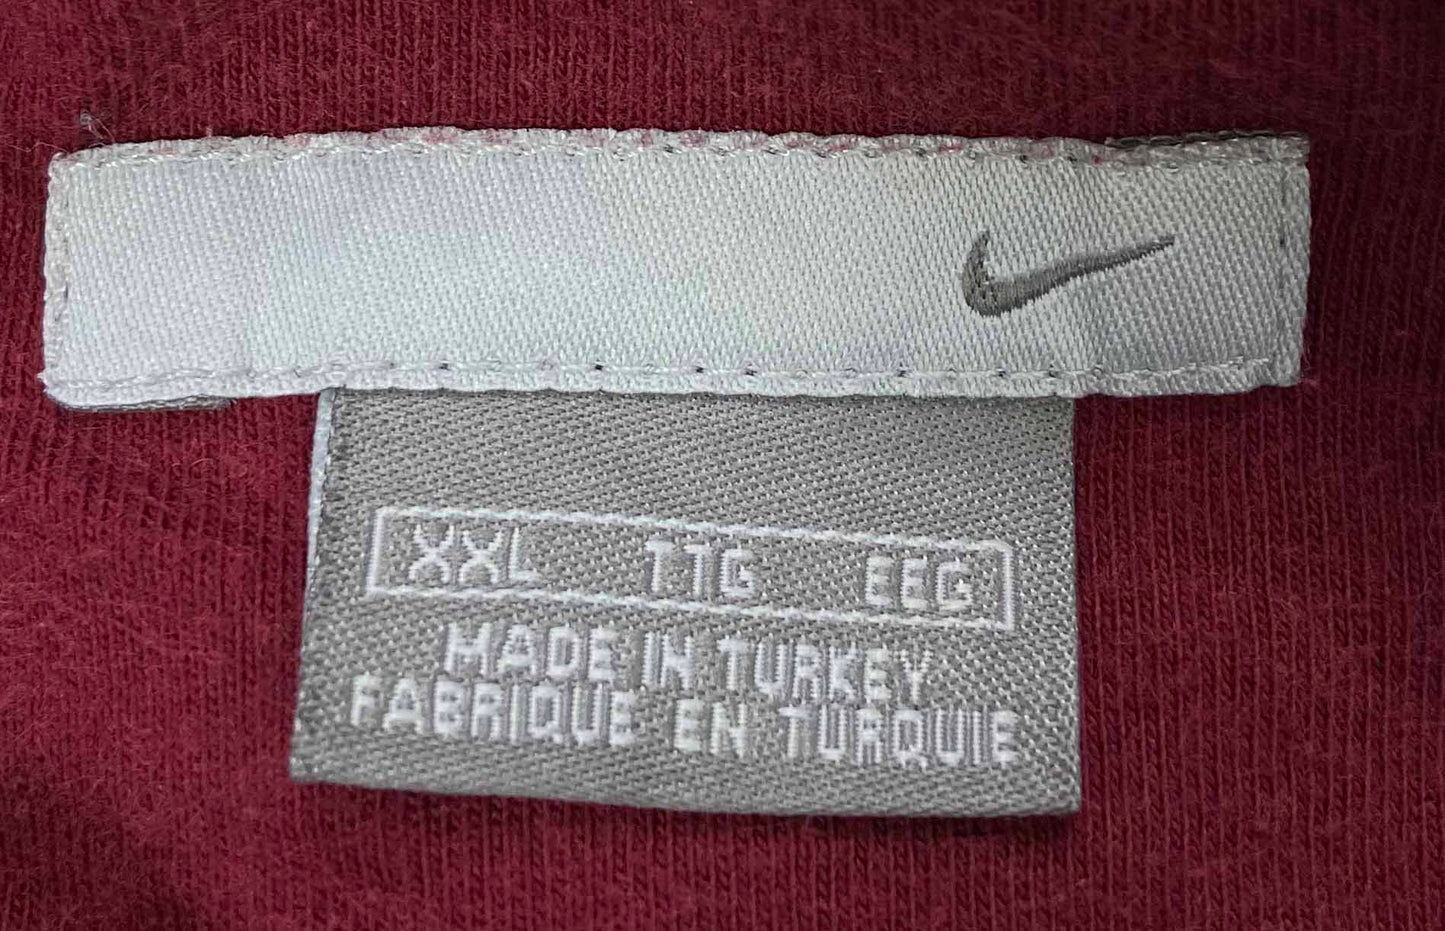 XXL TTG EEG
MADE IN TURKEY
FABRIQUE EN TURQUIE